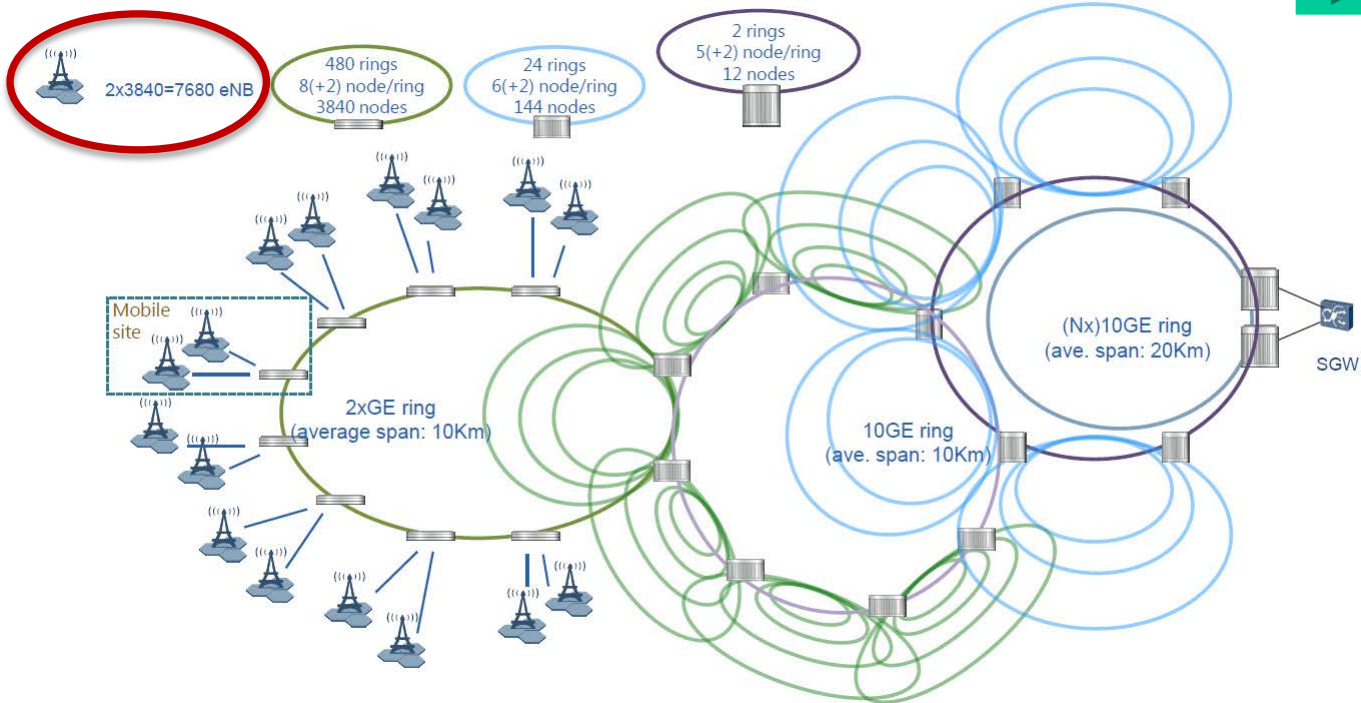 2x3840=7680 eNB
480 rings
8(+2) node/ring
3840 nodes
24 rings
6(+2) node/ring
144 nodes
2 rings
5(+2) node/ring
12 nodes
Mobile
site
2xGE ring
(average span: 10Km)
10GE ring
(ave. span: 10Km)
(Nx)10GE ring
(ave. span: 20Km)
SGW